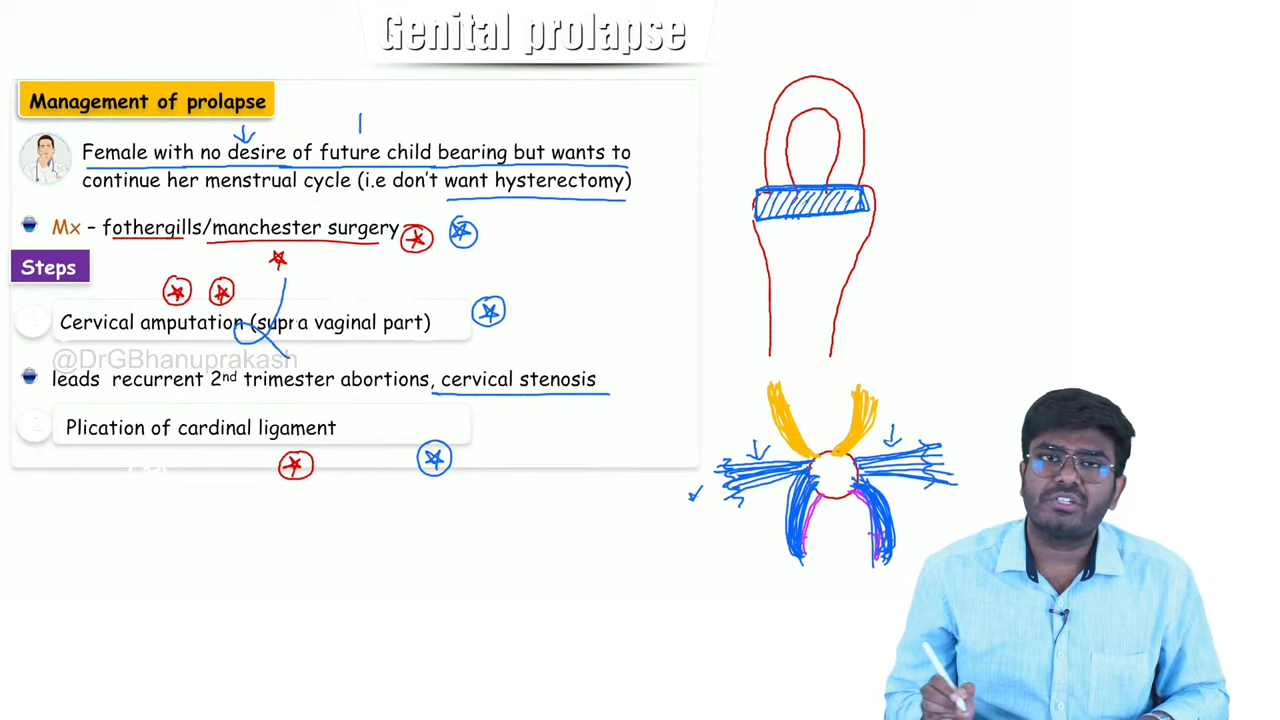 Genital prolapse
Management of prolapse
Female with no desire of future child bearing but wants to
continue her menstrual cycle (i.e don't want hysterectomy)
Mx – fothergills/manchester surgery
Steps
1 Cervical amputation (supra vaginal part)
@DrGBhanuprakash
leads recurrent 2nd trimester abortions, cervical stenosis
2 Plication of cardinal ligament